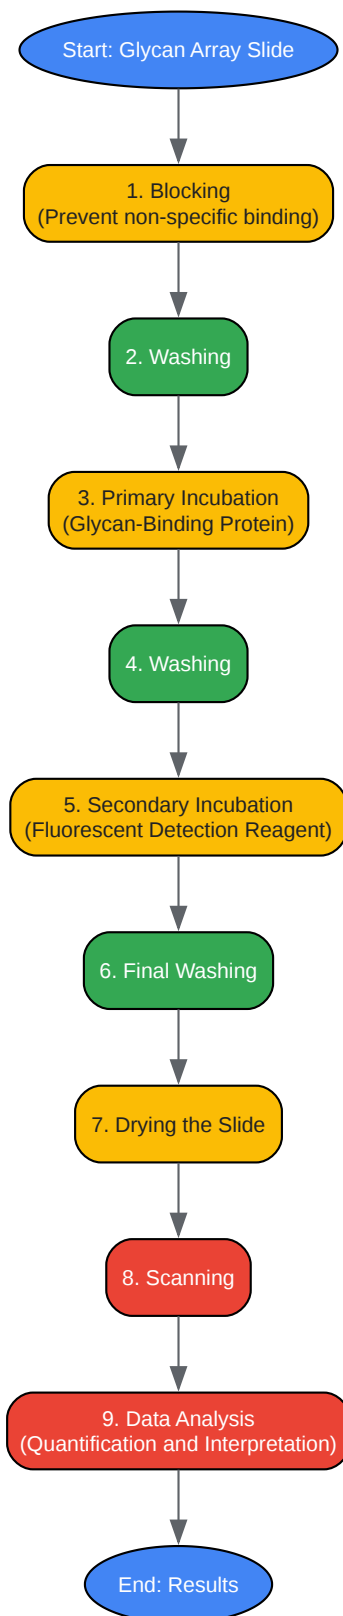 Start: Glycan Array Slide
1. Blocking
(Prevent non-specific binding)
2. Washing
3. Primary Incubation
(Glycan-Binding Protein)
4. Washing
5. Secondary Incubation
(Fluorescent Detection Reagent)
6. Final Washing
7. Drying the Slide
8. Scanning
9. Data Analysis
(Quantification and Interpretation)
End: Results